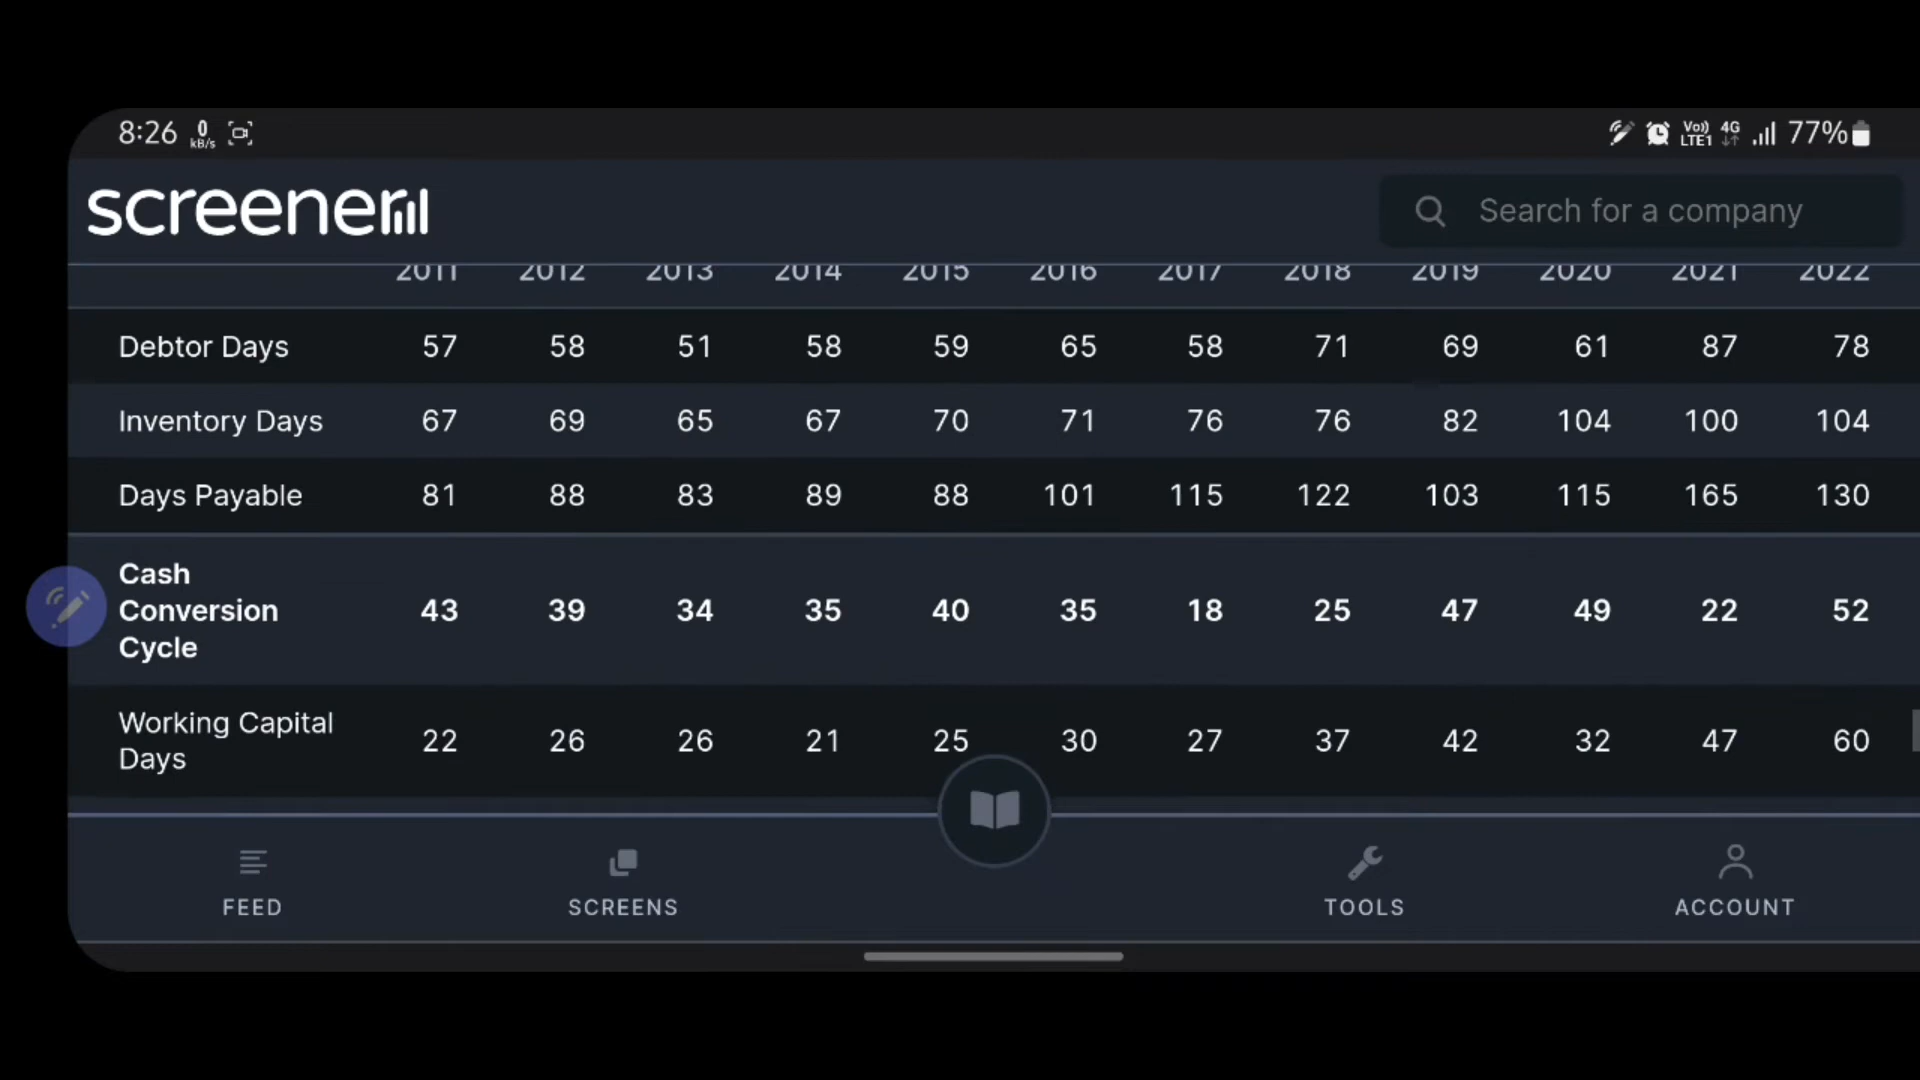 8:26 0 kB/s Vo)) LTE1 4G 77%
screener Search for a company
2011 2012 2013 2014 2015 2016 2017 2018 2019 2020 2021 2022
Debtor Days 57 58 51 58 59 65 58 71 69 61 87 78
Inventory Days 67 69 65 67 70 71 76 76 82 104 100 104
Days Payable 81 88 83 89 88 101 115 122 103 115 165 130
Cash
Conversion 43 39 34 35 40 35 18 25 47 49 22 52
Cycle
Working Capital
Days 22 26 26 21 25 30 27 37 42 32 47 60
FEED SCREENS TOOLS ACCOUNT